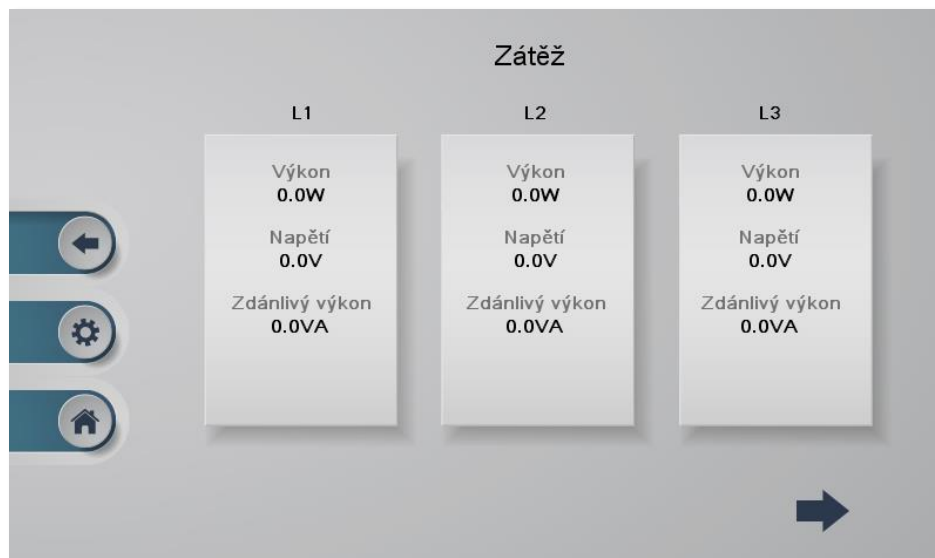 Zátěž
L1
Výkon
0.0W
Napětí
0.0V
Zdánlivý výkon
0.0VA
L2
Výkon
0.0W
Napětí
0.0V
Zdánlivý výkon
0.0VA
L3
Výkon
0.0W
Napětí
0.0V
Zdánlivý výkon
0.0VA